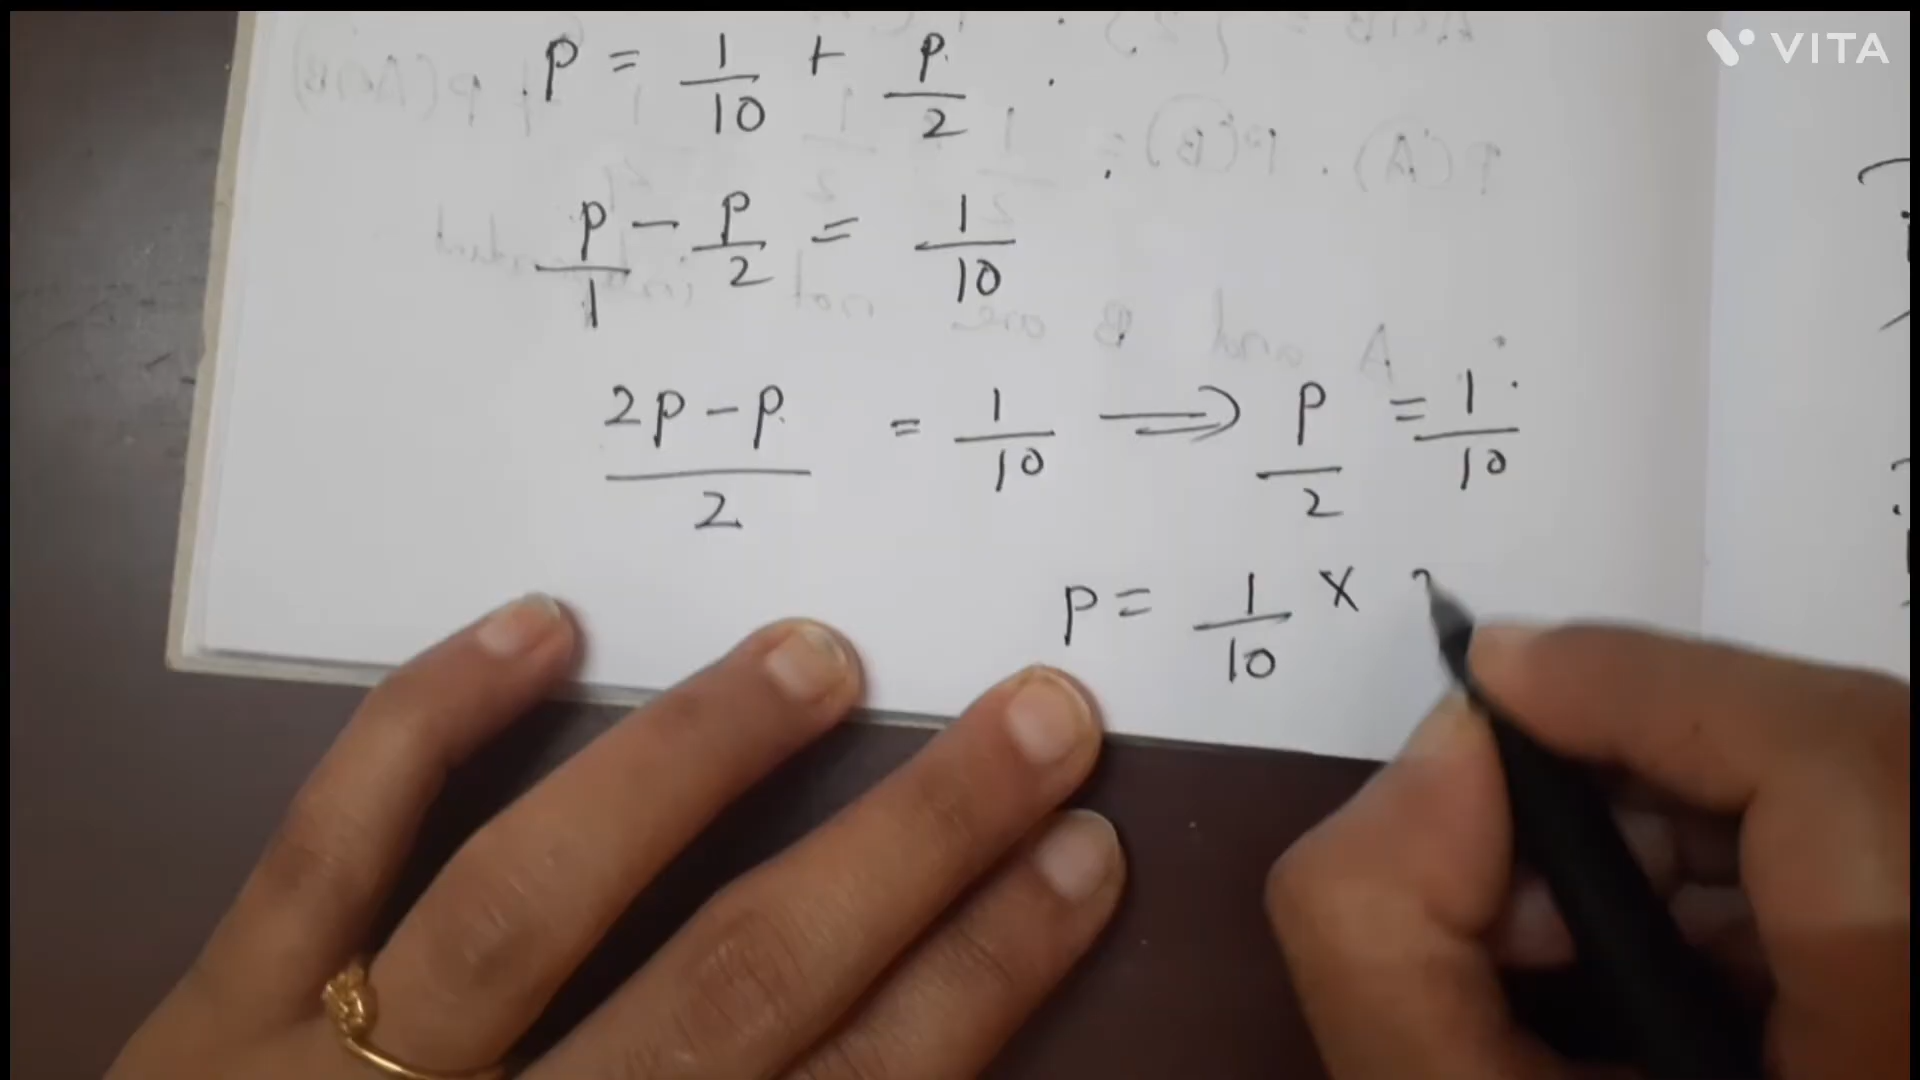 VITA
p = 1/10 + p/2
p/1 - p/2 = 1/10
2p - p/2 = 1/10 ⟹ p/2 = 1/10
p = 1/10 ×